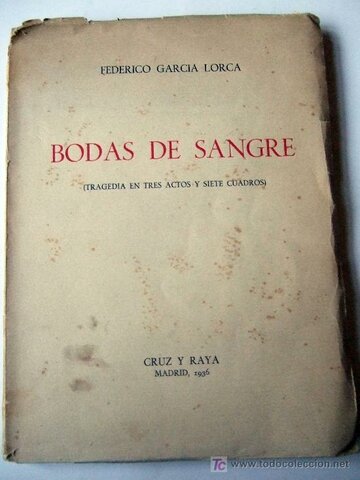 FEDERICO GARCIA LORCA
BODAS DE SANGRE
(TRAGEDIA EN TRES ACTOS Y SIETE CUADROS)
CRUZ Y RAYA
MADRID, 1936
todocoleccion
www.todocoleccion.net